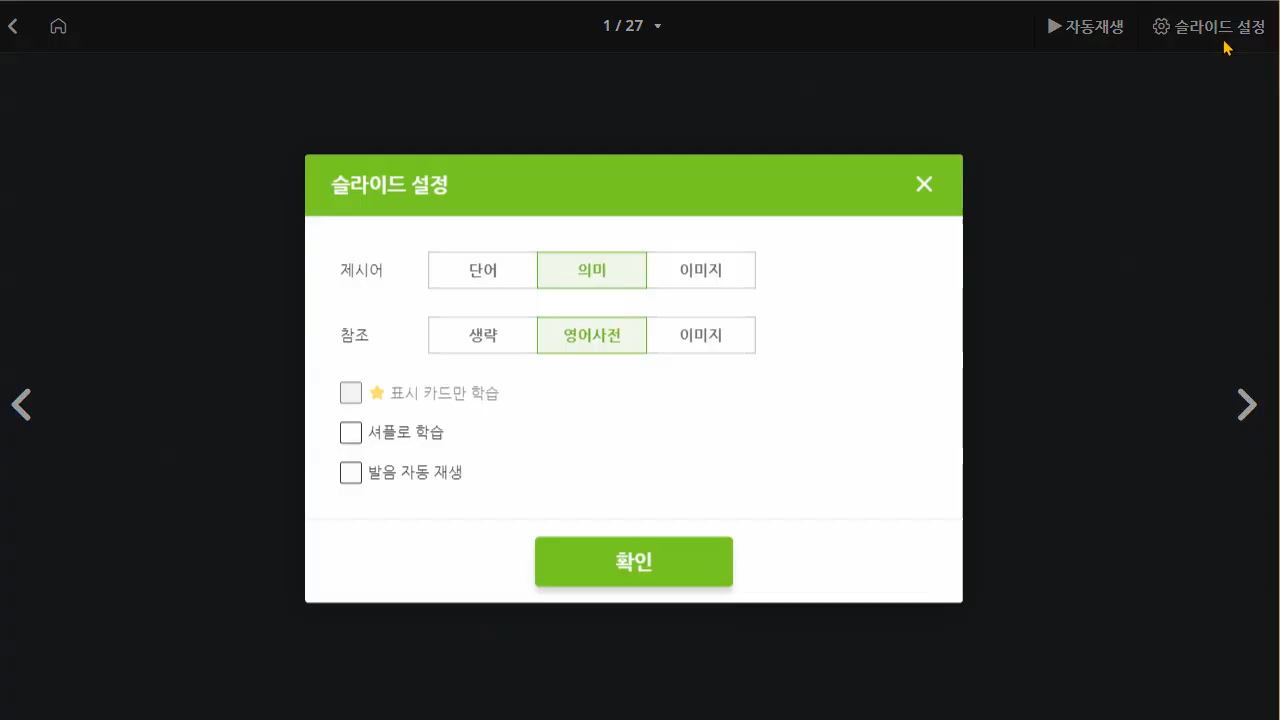 1 / 27
자동재생
슬라이드 설정
슬라이드 설정
제시어 단어 의미 이미지
참조 생략 영어사전 이미지
표시 카드만 학습
셔플로 학습
발음 자동 재생
확인